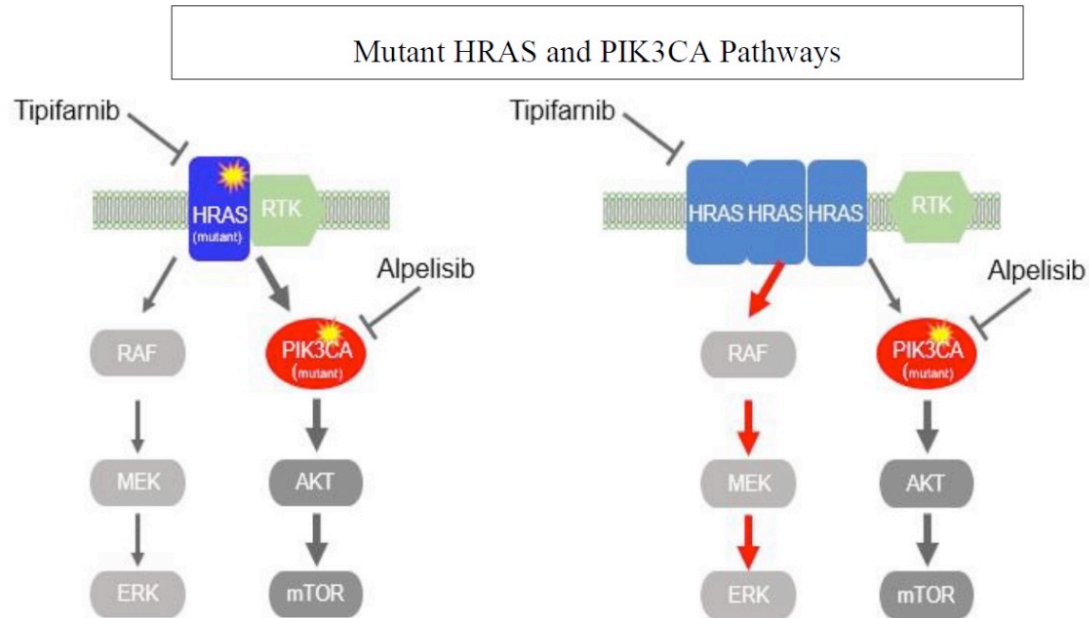 Mutant HRAS and PIK3CA Pathways
Tipifarnib
HRAS
(mutant)
RTK
Alpelisib
RAF
PIK3CA
(mutant)
MEK
AKT
ERK
mTOR
Tipifarnib
HRAS
HRAS
HRAS
RTK
Alpelisib
RAF
PIK3CA
(mutant)
MEK
AKT
ERK
mTOR